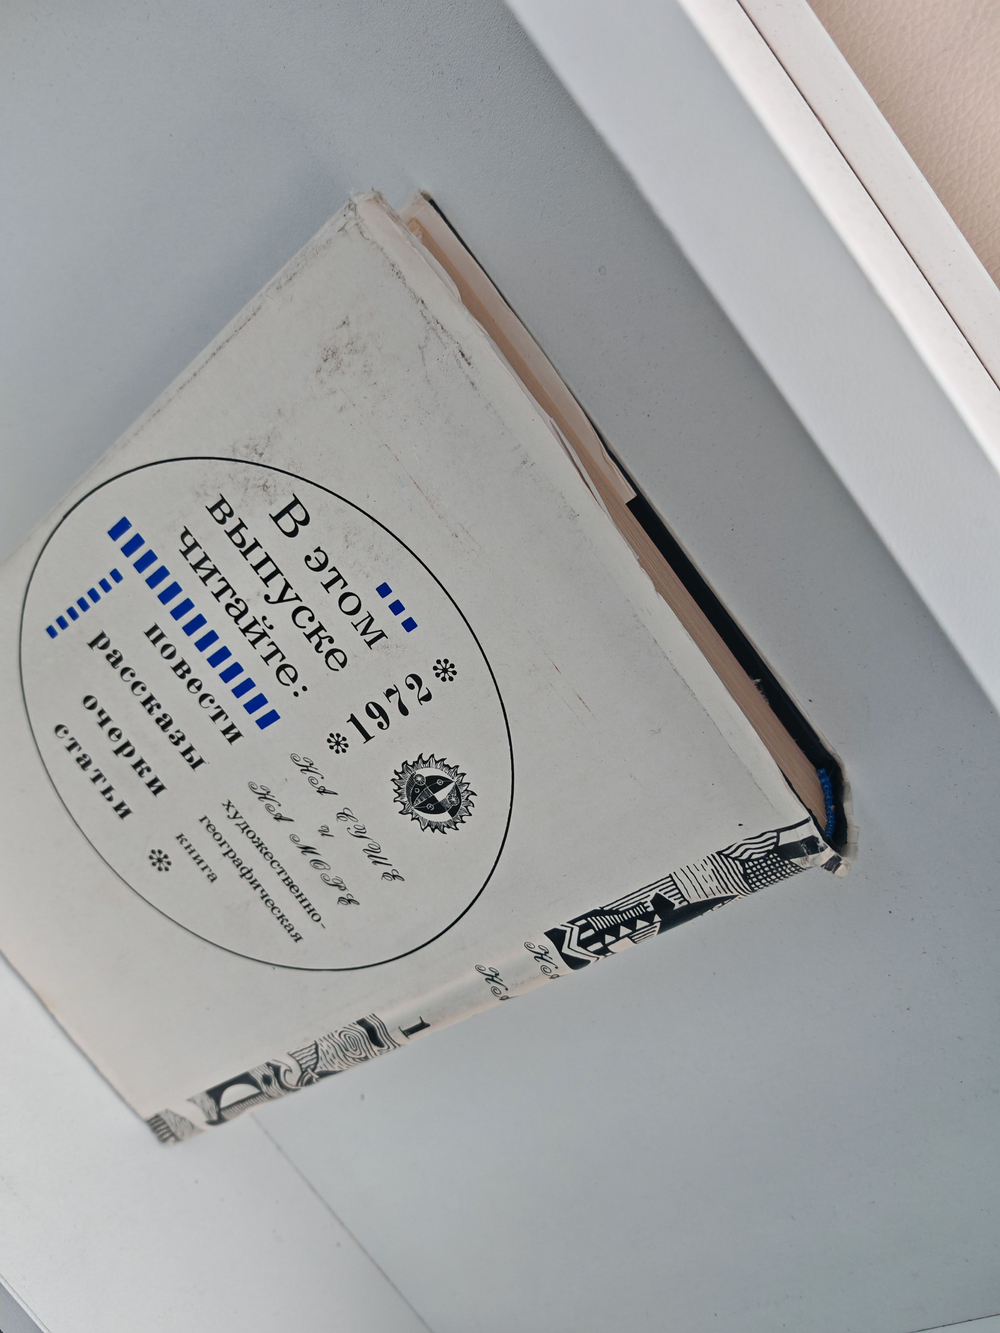 В этом
выпуске
читайте:
повести
рассказы
очерки
статьи
1972
НА СУШЕ
И
НА МОРЕ
художественно-
географическая
книга